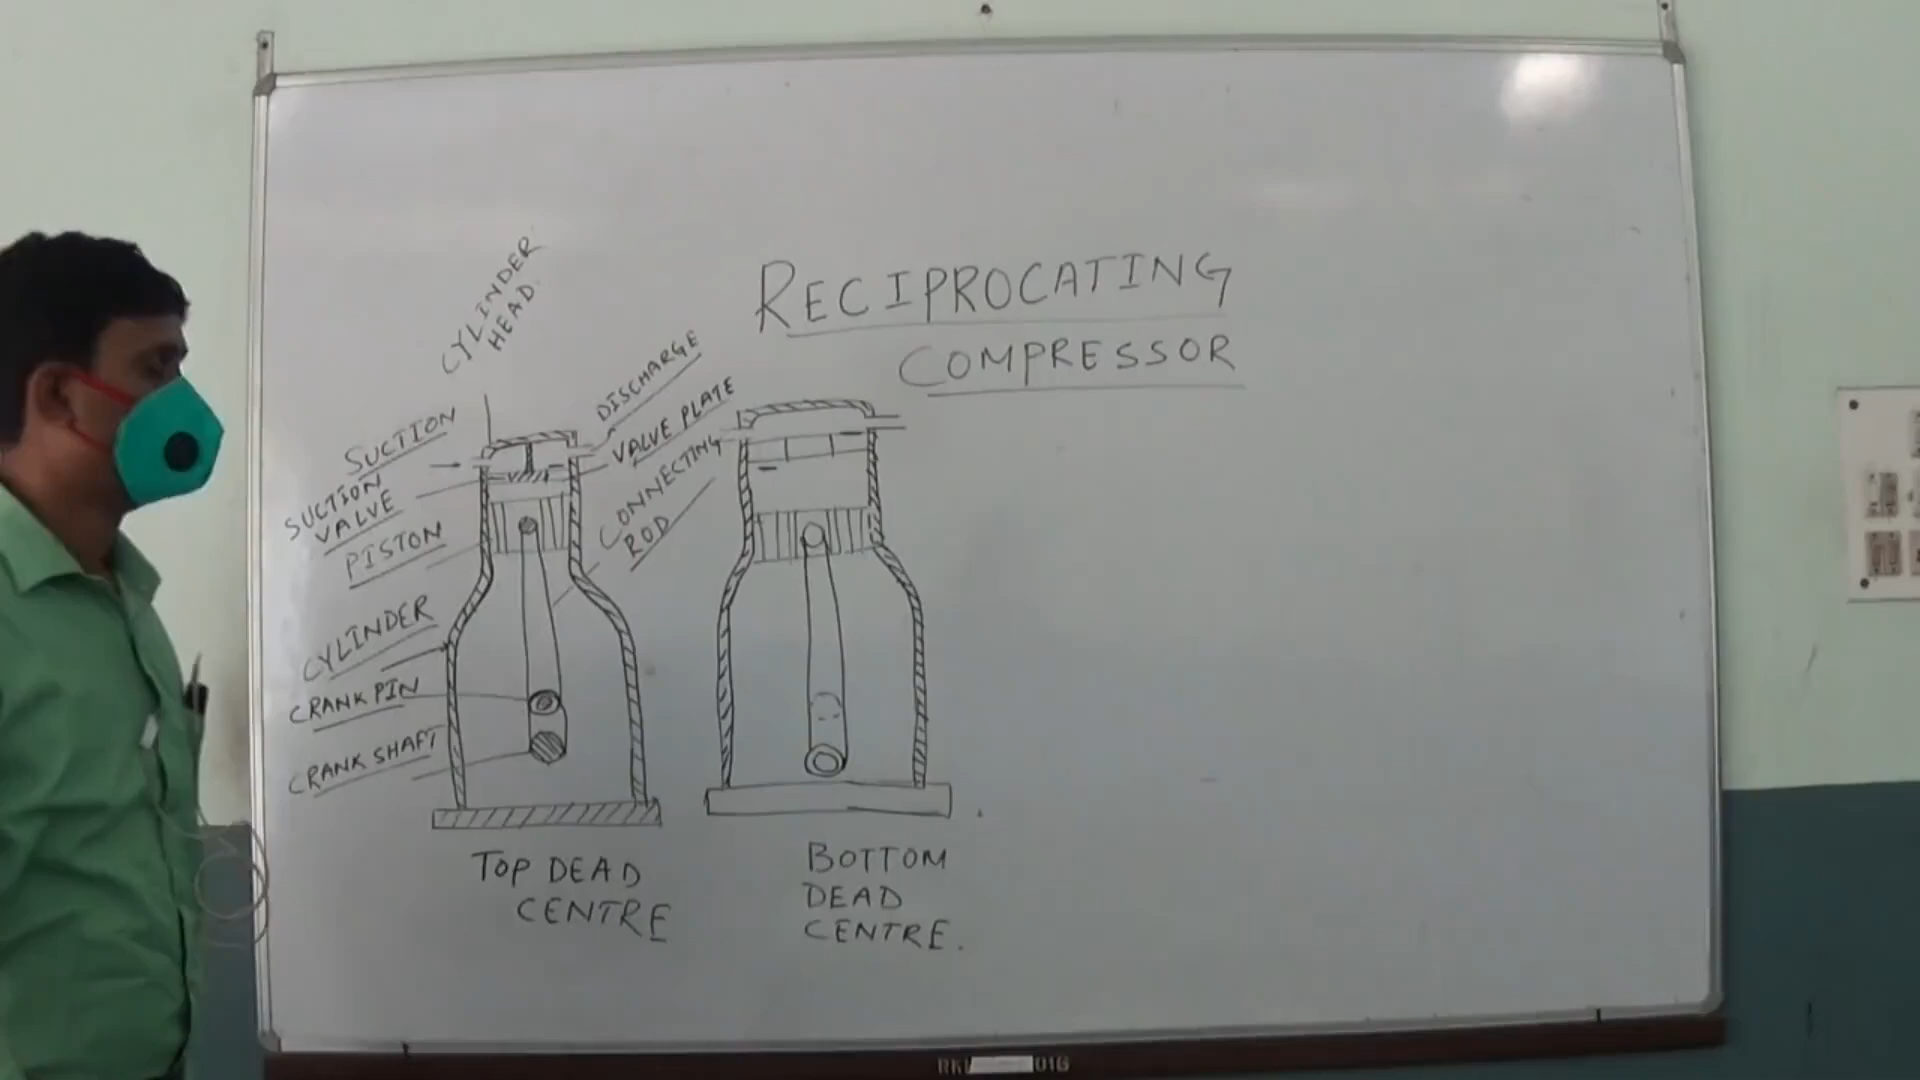 RECIPROCATING
COMPRESSOR
CYLINDER
HEAD.
DISCHARGE
VALVE PLATE
CONNECTING
ROD
SUCTION
SUCTION
VALVE
PISTON
CYLINDER
CRANK PIN
CRANK SHAFT
TOP DEAD
CENTRE
BOTTOM
DEAD
CENTRE.
016